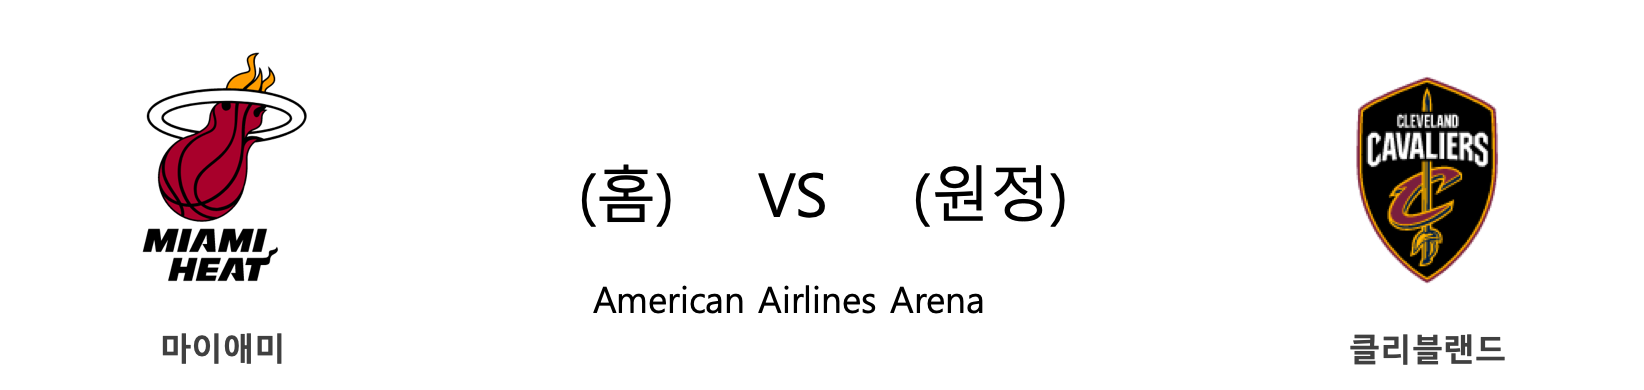 MIAMI
HEAT
마이애미
(홈) VS (원정)
American Airlines Arena
CLEVELAND
CAVALIERS
C
클리블랜드